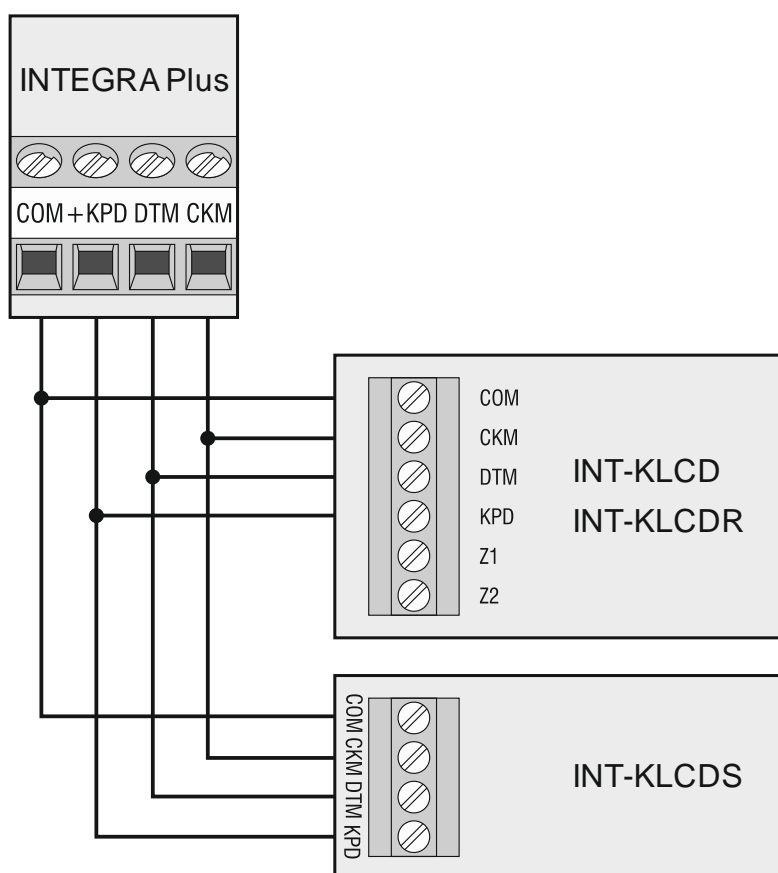 INTEGRA Plus
COM +KPD DTM CKM
COM
CKM
DTM
KPD
Z1
Z2
INT-KLCD
INT-KLCDR
COM CKM DTM KPD
INT-KLCDS